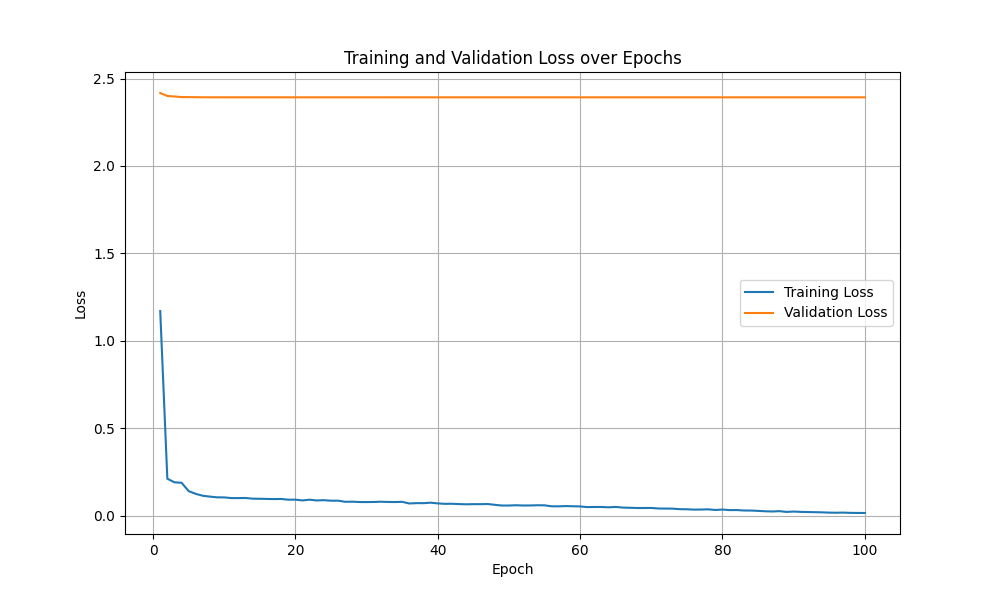 Training and Validation Loss over Epochs
2.5
2.0
1.5
1.0
0.5
0.0
Loss
Training Loss
Validation Loss
0 20 40 60 80 100
Epoch